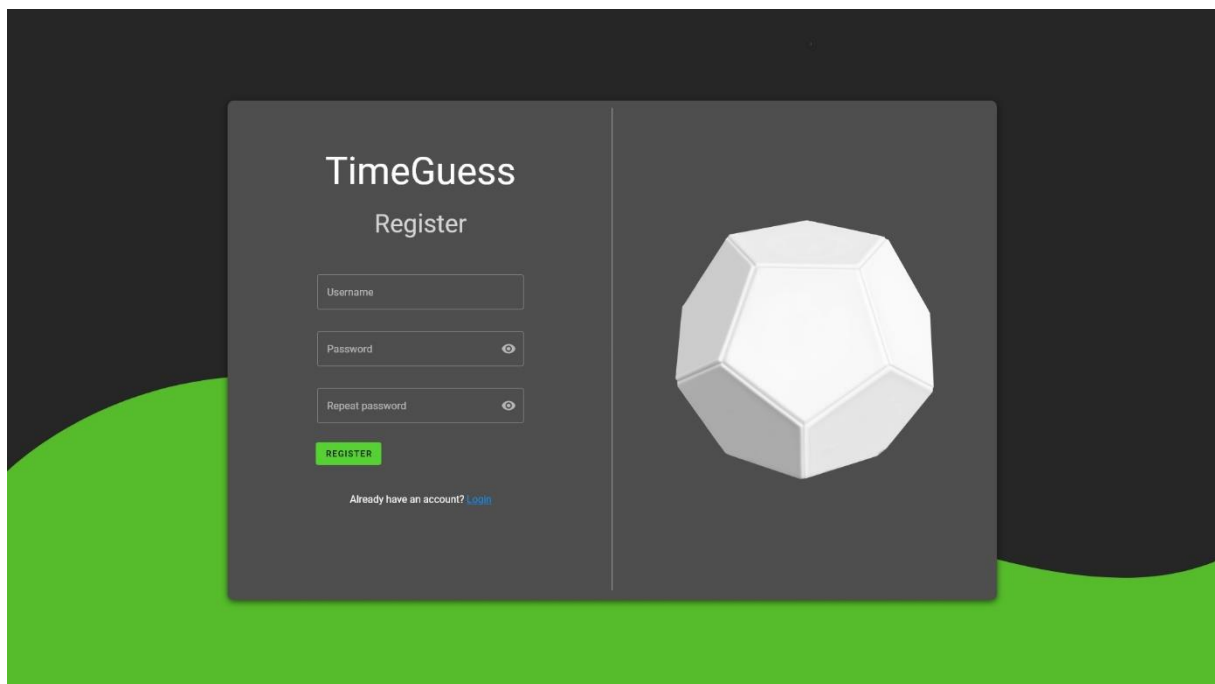 TimeGuess
Register
Username
Password
Repeat password
REGISTER
Already have an account? Login